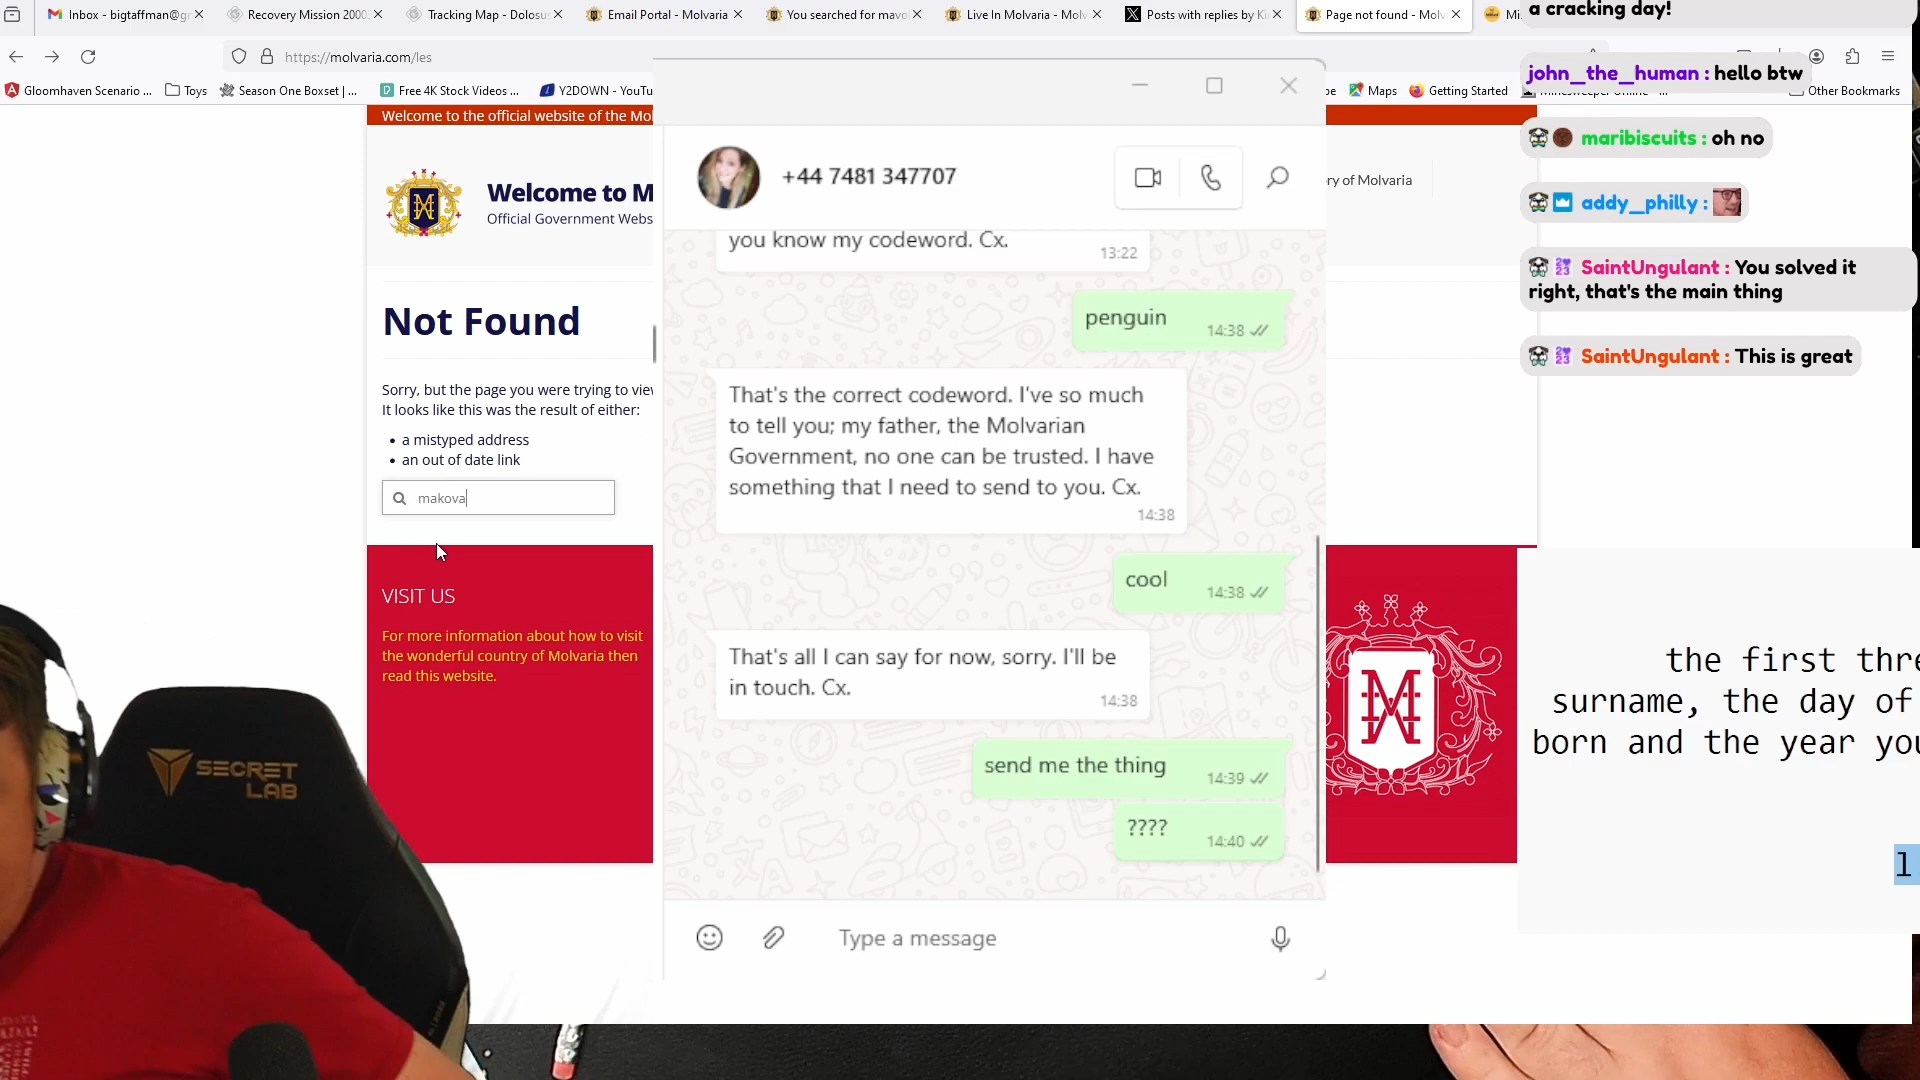 Inbox - bigtaffman@g
Recovery Mission 2000
Tracking Map - Dolosu
Email Portal - Molvaria
You searched for mavo
Live In Molvaria - Mol
Posts with replies by Ki
Page not found - Molv
https://molvaria.com/les
Gloomhaven Scenario ...
Toys
Season One Boxset | ...
Free 4K Stock Videos ...
Y2DOWN - YouTu
Maps
Getting Started
Other Bookmarks
Welcome to the official website of the Mo
Welcome to M
Official Government Webs
ry of Molvaria
Not Found
Sorry, but the page you were trying to view
It looks like this was the result of either:
a mistyped address
an out of date link
makova
VISIT US
For more information about how to visit
the wonderful country of Molvaria then
read this website.
+44 7481 347707
you know my codeword. Cx.
13:22
penguin
14:38
That's the correct codeword. I've so much
to tell you; my father, the Molvarian
Government, no one can be trusted. I have
something that I need to send to you. Cx.
14:38
cool
14:38
That's all I can say for now, sorry. I'll be
in touch. Cx.
14:38
send me the thing
14:39
????
14:40
Type a message
a cracking day!
john_the_human : hello btw
maribiscuits : oh no
addy_philly :
SaintUngulant : You solved it
right, that's the main thing
SaintUngulant : This is great
the first thre
surname, the day of
born and the year you
l
SECRET
LAB